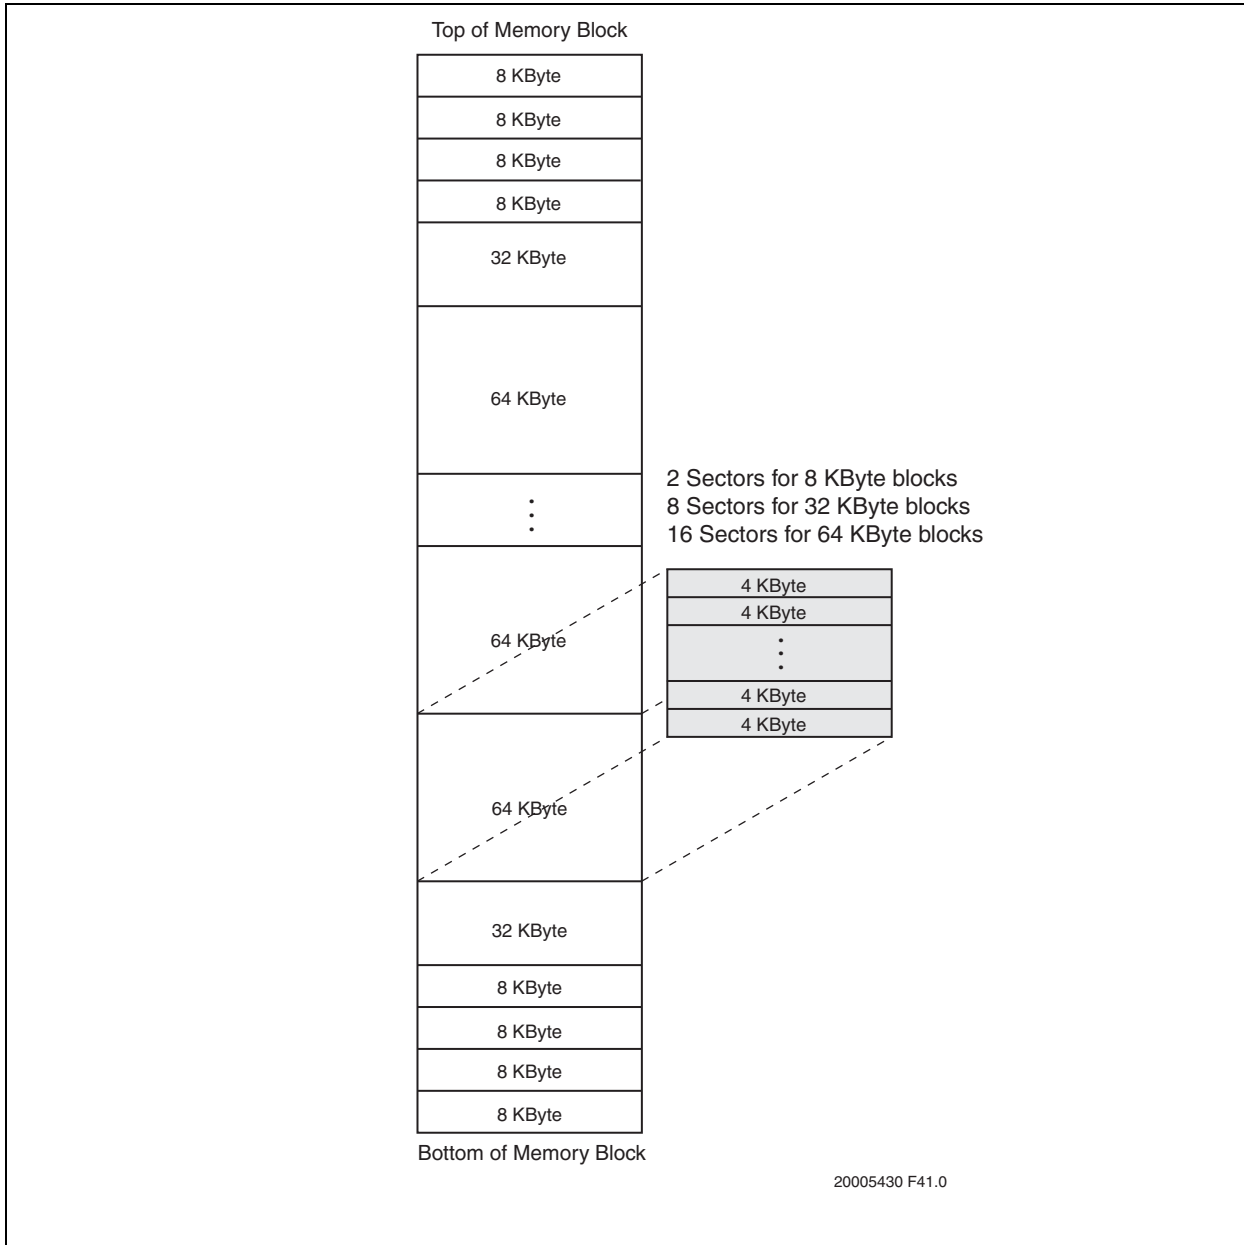 Top of Memory Block
8 KByte
8 KByte
8 KByte
8 KByte
32 KByte
64 KByte
⋮
2 Sectors for 8 KByte blocks
8 Sectors for 32 KByte blocks
16 Sectors for 64 KByte blocks
64 KByte
4 KByte
4 KByte
⋮
4 KByte
4 KByte
64 KByte
32 KByte
8 KByte
8 KByte
8 KByte
8 KByte
Bottom of Memory Block
20005430 F41.0